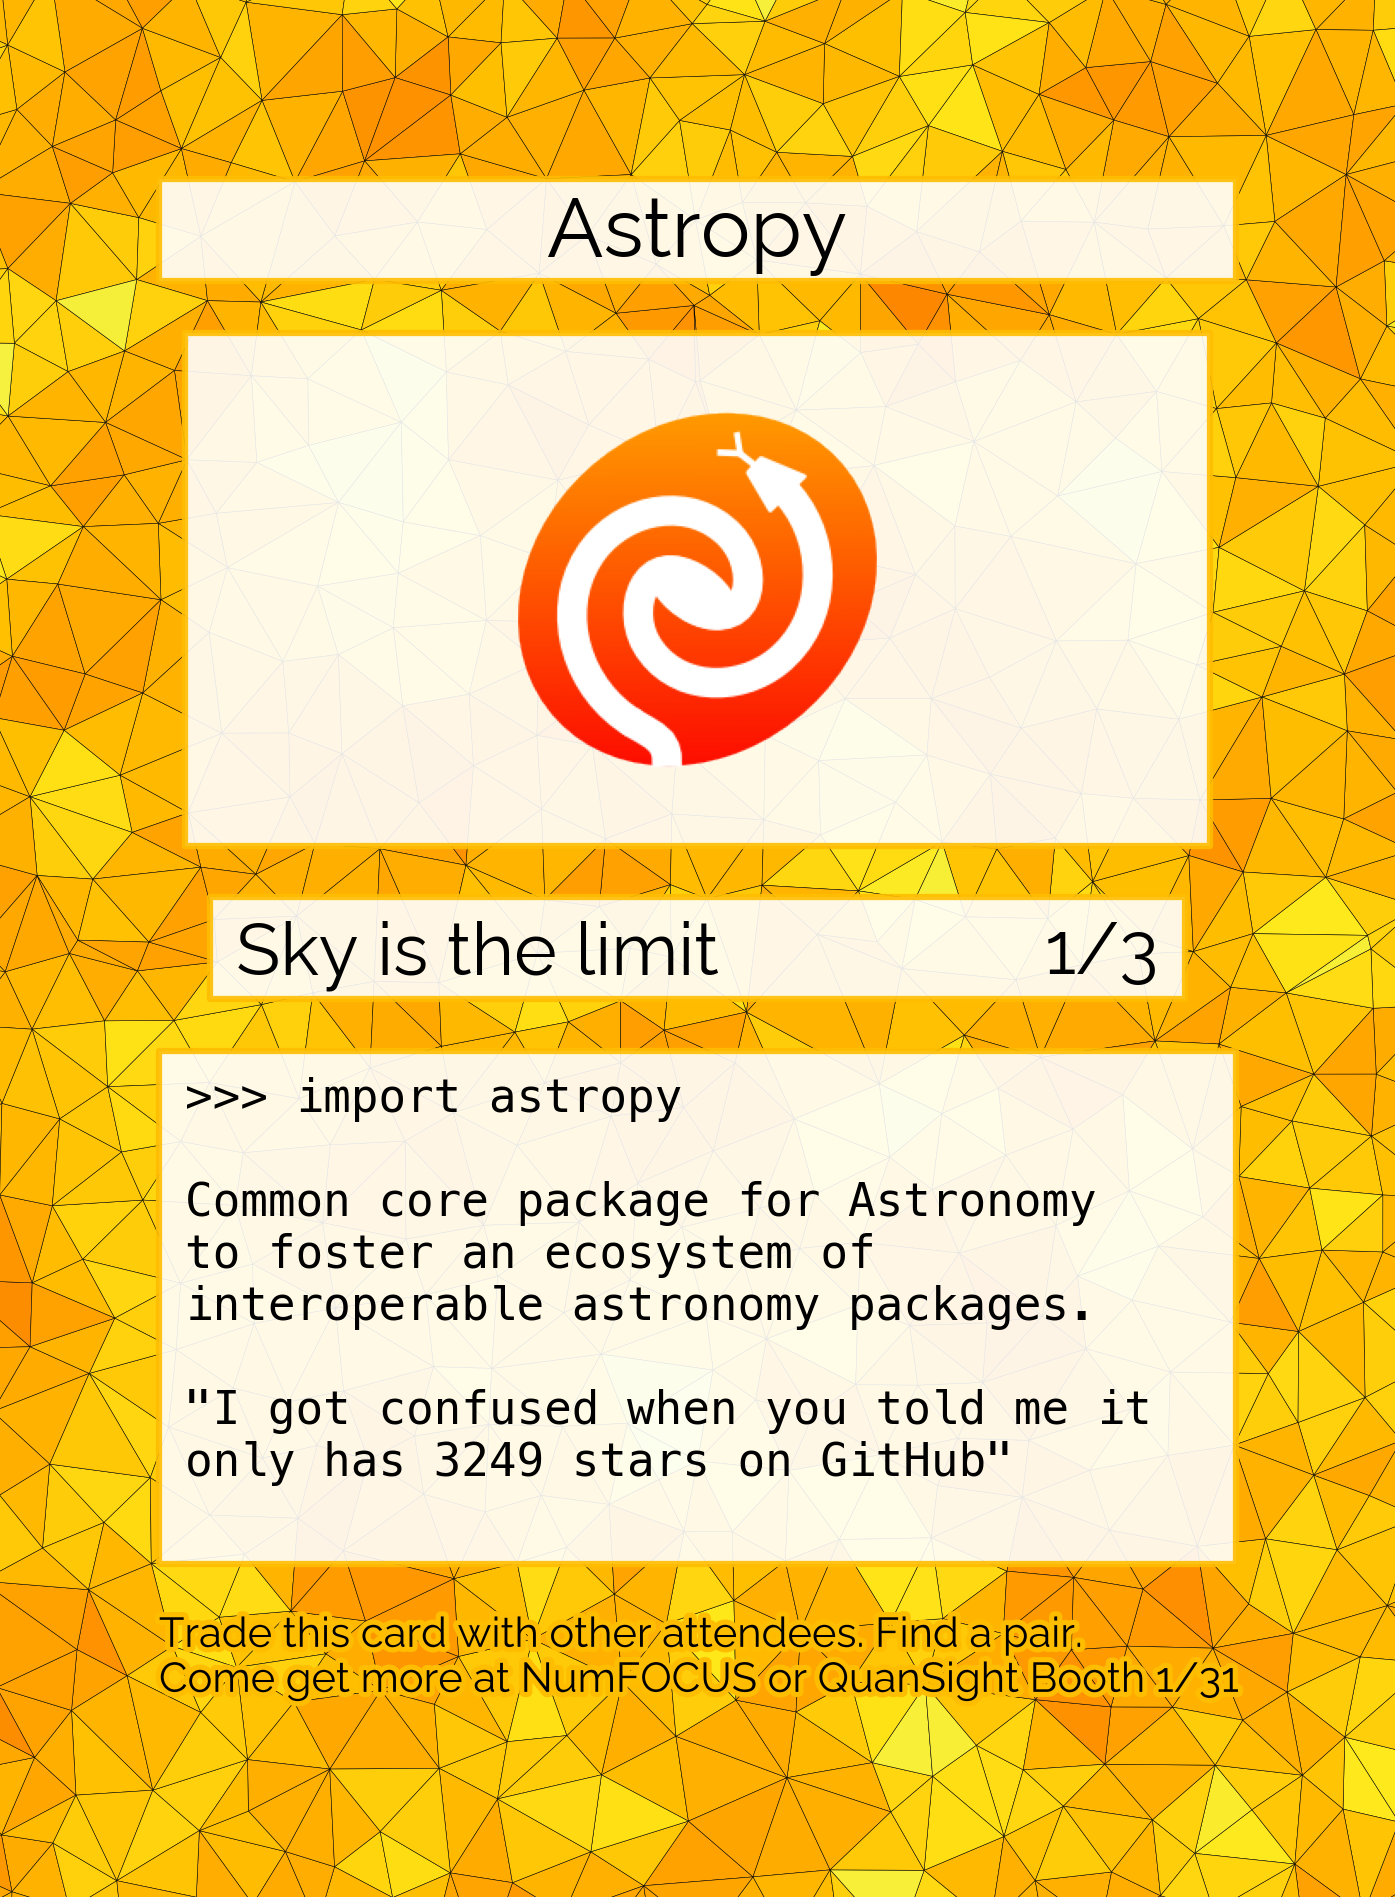 Astropy
Sky is the limit 1/3
>>> import astropy
Common core package for Astronomy
to foster an ecosystem of
interoperable astronomy packages.
"I got confused when you told me it
only has 3249 stars on GitHub"
Trade this card with other attendees. Find a pair.
Come get more at NumFOCUS or QuanSight Booth 1/31